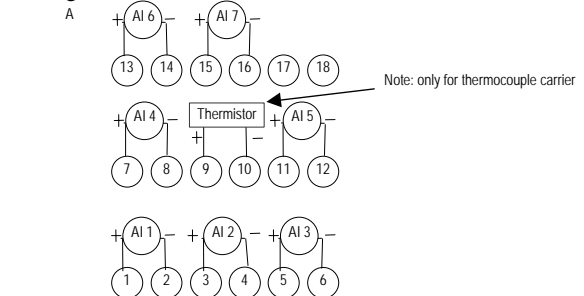 A
+ AI 6 − + AI 7 −
13 14 15 16 17 18
Note: only for thermocouple carrier
+ AI 4 − Thermistor + AI 5 −
+ −
7 8 9 10 11 12
+ AI 1 − + AI 2 − + AI 3 −
1 2 3 4 5 6